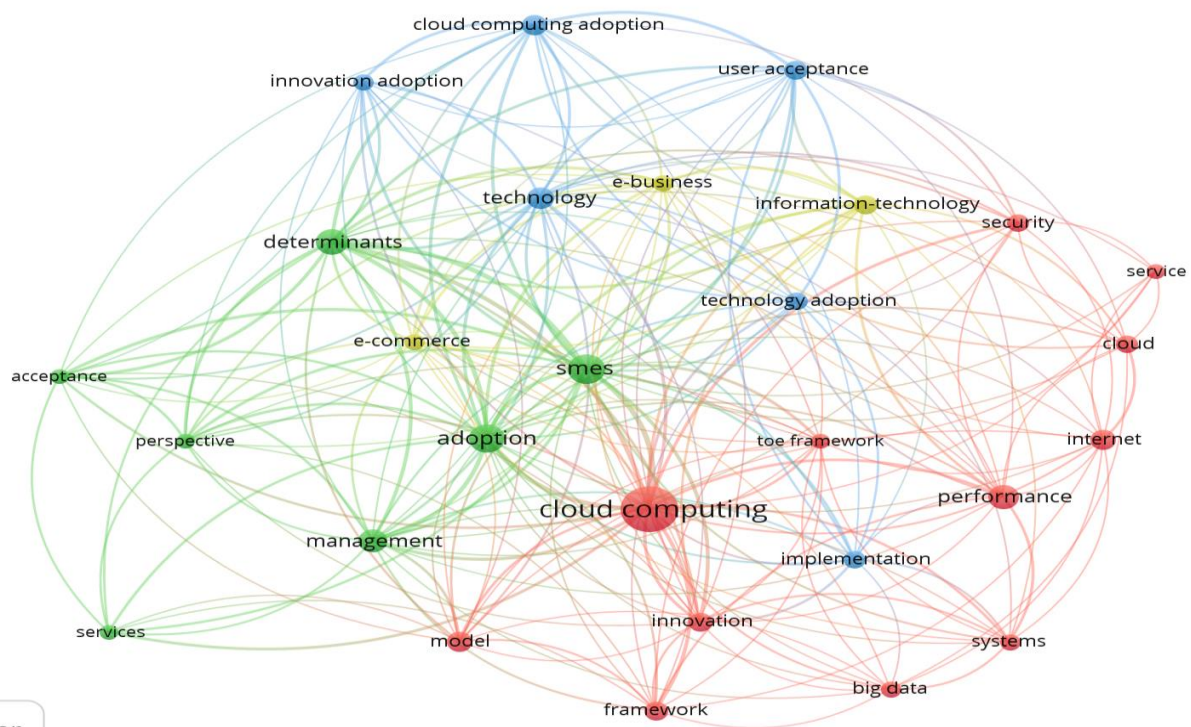 cloud computing adoption
user acceptance
innovation adoption
e-business
technology
information-technology
security
determinants
service
technology adoption
e-commerce
cloud
smes
acceptance
adoption
perspective
toe framework
internet
performance
cloud computing
management
implementation
innovation
services
model
systems
big data
framework